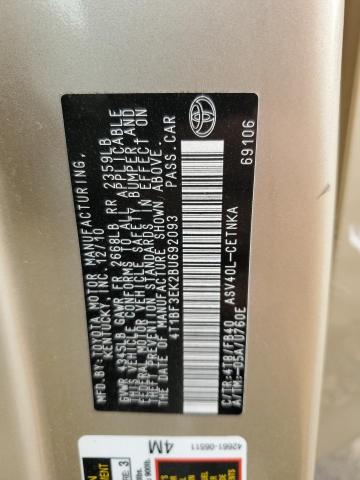 MFD.BY:TOYOTA MOTOR MANUFACTURING,
KENTUCKY, INC. 12/10
GVWR 4345LB GAWR FR 2668LB RR 2359LB
THIS VEHICLE CONFORMS TO ALL APPLICABLE
FEDERAL MOTOR VEHICLE SAFETY, BUMPER, AND
THEFT PREVENTION STANDARDS IN EFFECT ON
THE DATE OF MANUFACTURE SHOWN ABOVE.
4T1BF3EK2BU692093 PASS.CAR
C/TR:4T8/FB40
A/TR:-05A/U760E
ASV40L-CETNKA
69106
42661-06511
4M